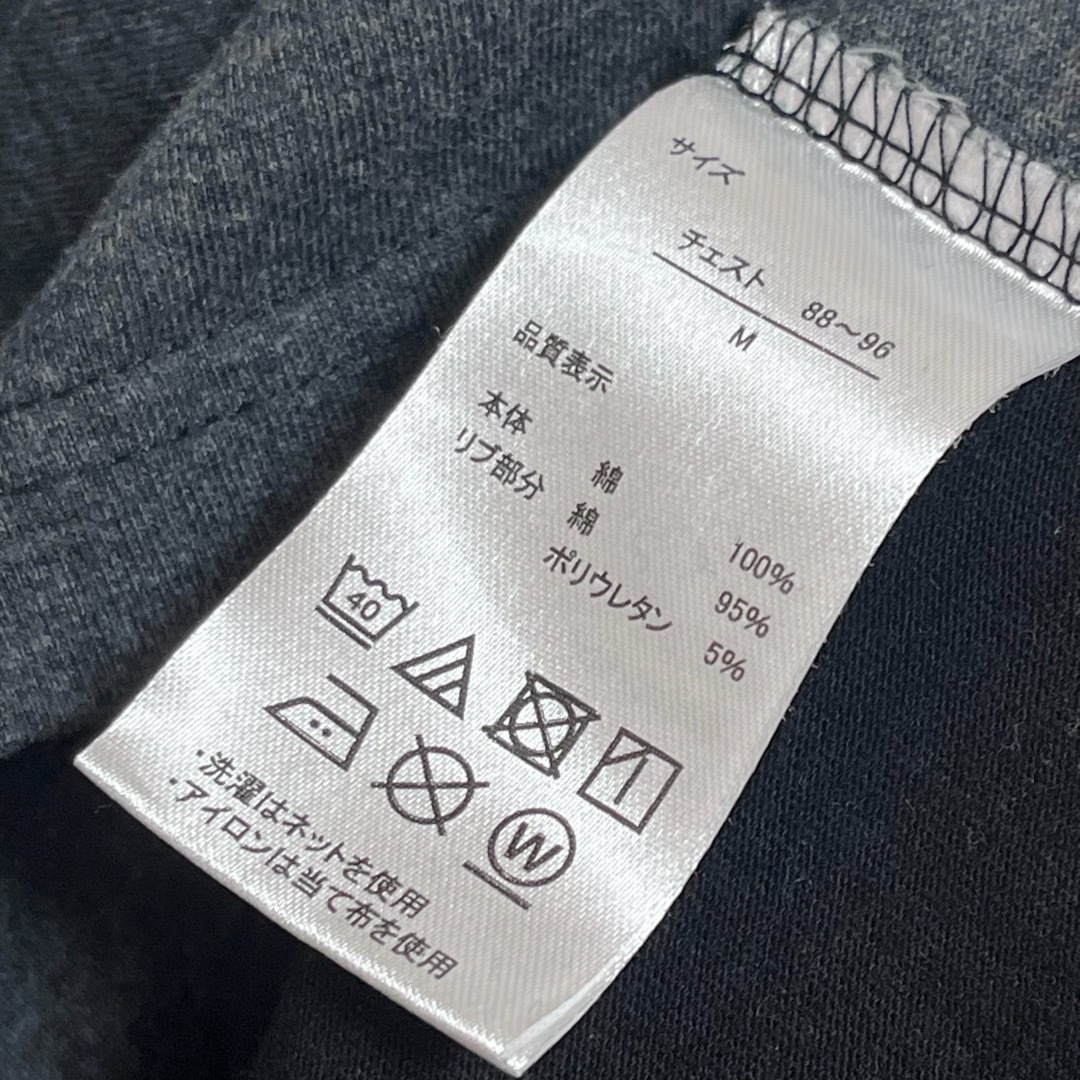 サイズ
チェスト 88～96
M
品質表示
本体 綿 100%
リブ部分 綿 95%
ポリウレタン 5%
40
W
・洗濯はネットを使用
・アイロンは当て布を使用